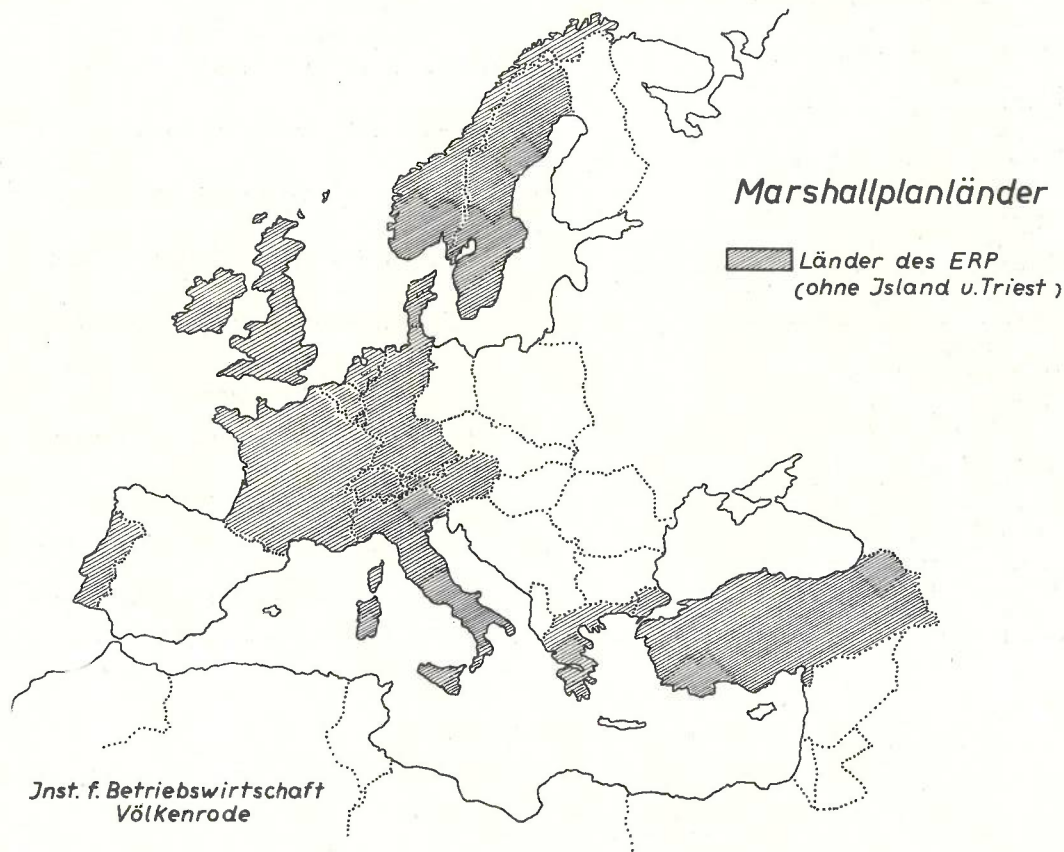 Marshallplanländer
Länder des ERP
(ohne Jsland u. Triest)
Jnst. f. Betriebswirtschaft
Völkenrode